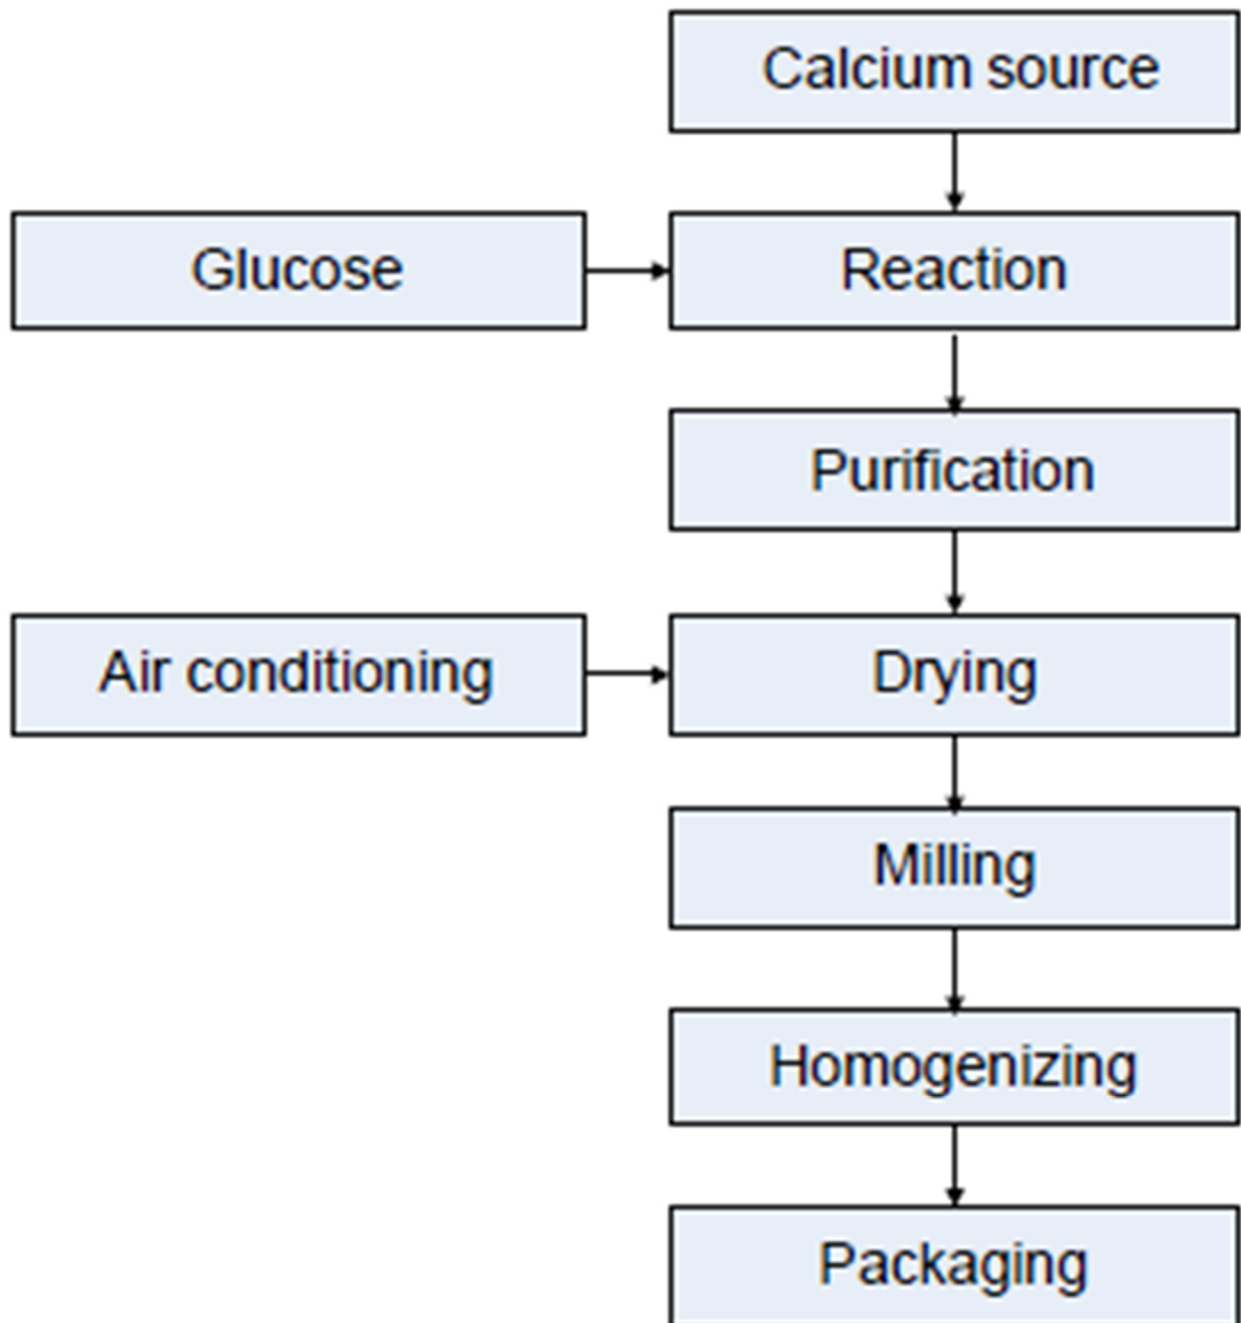 Calcium source
Glucose
Reaction
Purification
Air conditioning
Drying
Milling
Homogenizing
Packaging